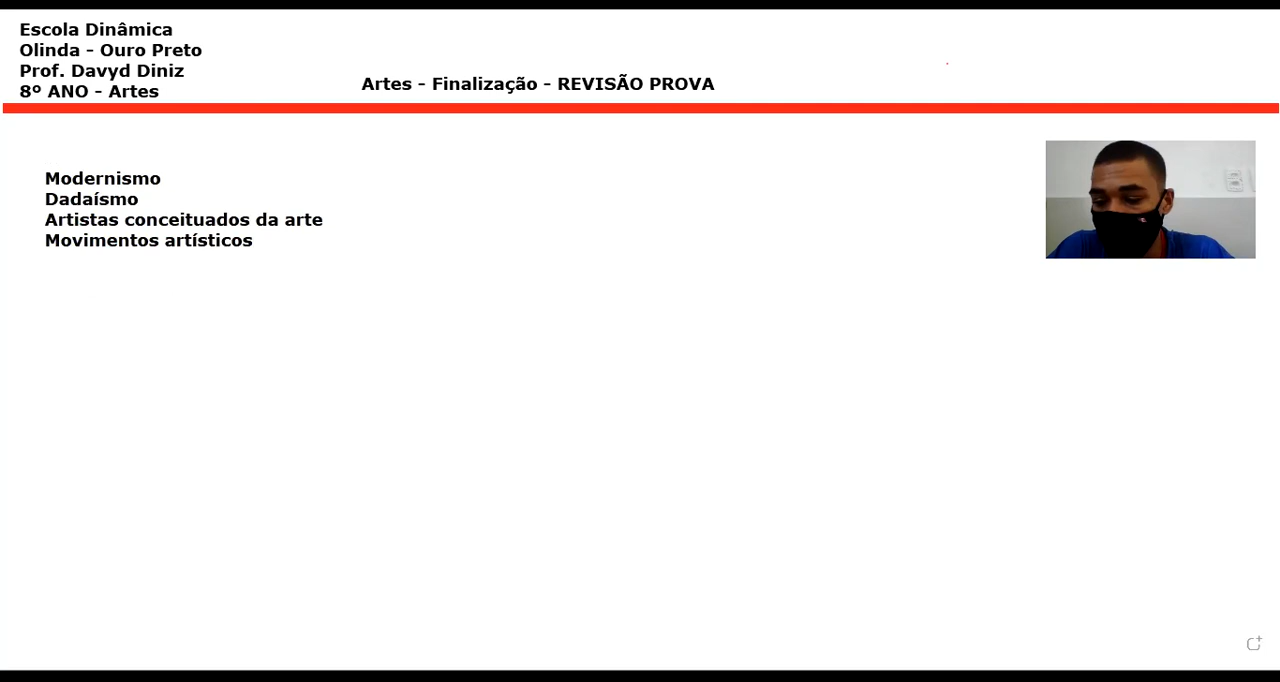 Escola Dinâmica
Olinda - Ouro Preto
Prof. Davyd Diniz
8º ANO - Artes
Artes - Finalização - REVISÃO PROVA
Modernismo
Dadaísmo
Artistas conceituados da arte
Movimentos artísticos